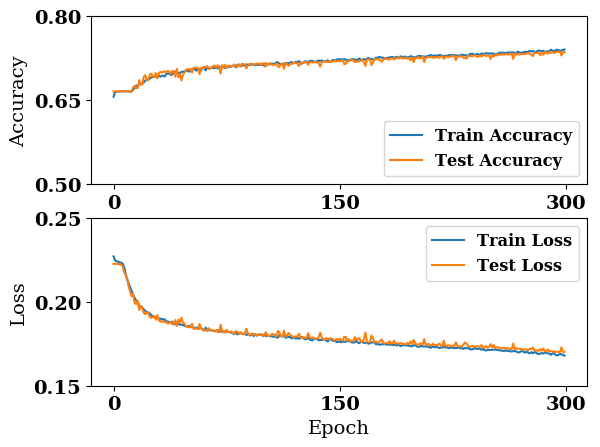 0.80
0.65
0.50
Accuracy
Train Accuracy
Test Accuracy
0 150 300
0.25
0.20
0.15
Loss
Train Loss
Test Loss
0 150 300
Epoch